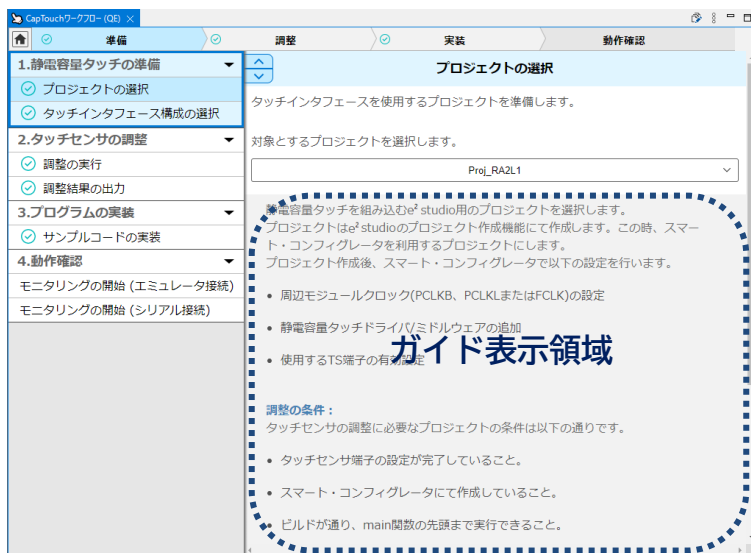 CapTouchワークフロー (QE)
準備
調整
実装
動作確認
1.静電容量タッチの準備
プロジェクトの選択
タッチインタフェース構成の選択
2.タッチセンサの調整
調整の実行
調整結果の出力
3.プログラムの実装
サンプルコードの実装
4.動作確認
モニタリングの開始 (エミュレータ接続)
モニタリングの開始 (シリアル接続)
プロジェクトの選択
タッチインタフェースを使用するプロジェクトを準備します。
対象とするプロジェクトを選択します。
Proj_RA2L1
静電容量タッチを組み込むe² studio用のプロジェクトを選択します。
プロジェクトはe² studioのプロジェクト作成機能にて作成します。この時、スマー
ト・コンフィグレータを利用するプロジェクトにします。
プロジェクト作成後、スマート・コンフィグレータで以下の設定を行います。
• 周辺モジュールクロック(PCLKB、PCLKLまたはFCLK)の設定
• 静電容量タッチドライバ/ミドルウェアの追加
• 使用するTS端子の有効設定
ガイド表示領域
調整の条件：
タッチセンサの調整に必要なプロジェクトの条件は以下の通りです。
• タッチセンサ端子の設定が完了していること。
• スマート・コンフィグレータにて作成していること。
• ビルドが通り、main関数の先頭まで実行できること。